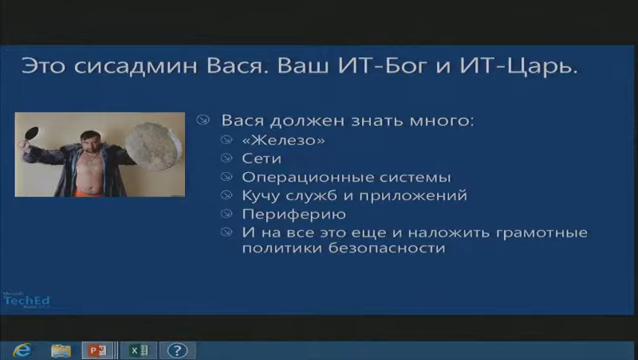 Это сисадмин Вася. Ваш ИТ-Бог и ИТ-Царь.
Вася должен знать много:
«Железо»
Сети
Операционные системы
Кучу служб и приложений
Периферию
И на все это еще и наложить грамотные
политики безопасности
Microsoft
TechEd